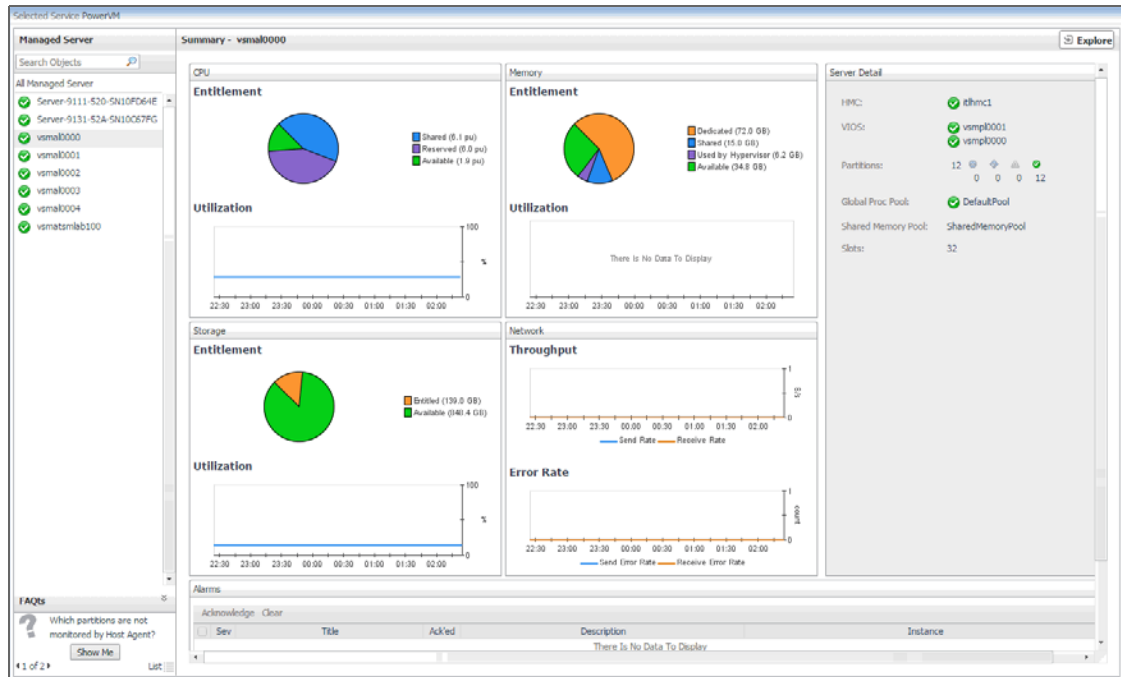 Selected Service PowerVM
Managed Server
Search Objects
All Managed Server
Server-9111-520-SN10FD64E
Server-9131-52A-SN10C67FG
vsmal0000
vsmal0001
vsmal0002
vsmal0003
vsmal0004
vsmatsmlab100
FAQts
Which partitions are not
monitored by Host Agent?
Show Me
1 of 2
List
Summary - vsmal0000
Explore
CPU
Entitlement
Shared (6.1 pu)
Reserved (6.0 pu)
Available (1.9 pu)
Utilization
100
%
0
22:30 23:00 23:30 00:00 00:30 01:00 01:30 02:00
Memory
Entitlement
Dedicated (72.0 GB)
Shared (15.0 GB)
Used by Hypervisor (6.2 GB)
Available (34.8 GB)
Utilization
There Is No Data To Display
22:30 23:00 23:30 00:00 00:30 01:00 01:30 02:00
Storage
Entitlement
Entitled (139.0 GB)
Available (848.4 GB)
Utilization
100
%
0
22:30 23:00 23:30 00:00 00:30 01:00 01:30 02:00
Network
Throughput
1
B/s
0
22:30 23:00 23:30 00:00 00:30 01:00 01:30 02:00
Send Rate Receive Rate
Error Rate
1
count
0
22:30 23:00 23:30 00:00 00:30 01:00 01:30 02:00
Send Error Rate Receive Error Rate
Server Detail
HMC: itlhmc1
VIOS: vsmpl0001
vsmpl0000
Partitions: 12
0 0 0 12
Global Proc Pool: DefaultPool
Shared Memory Pool: SharedMemoryPool
Slots: 32
Alarms
Acknowledge Clear
Sev Title Ack'ed Description Instance
There Is No Data To Display